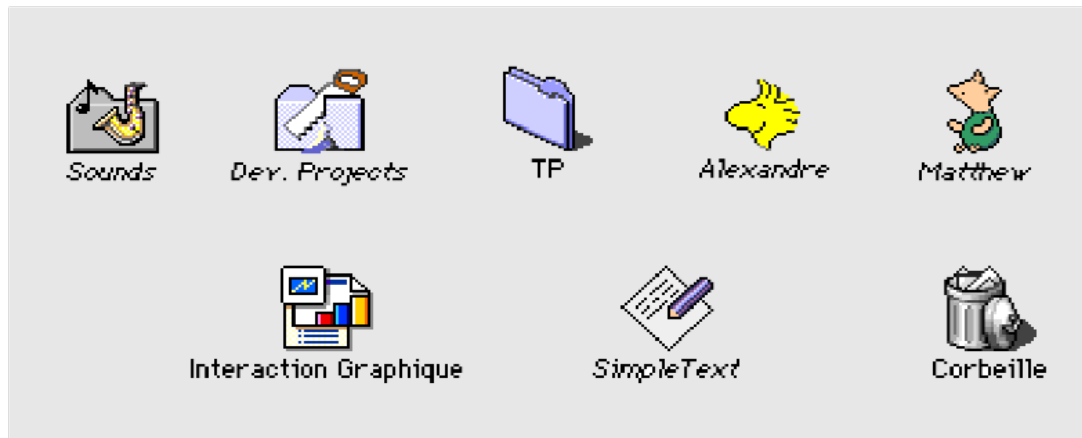 Sounds
Dev. Projects
TP
Alexandre
Matthew
Interaction Graphique
SimpleText
Corbeille